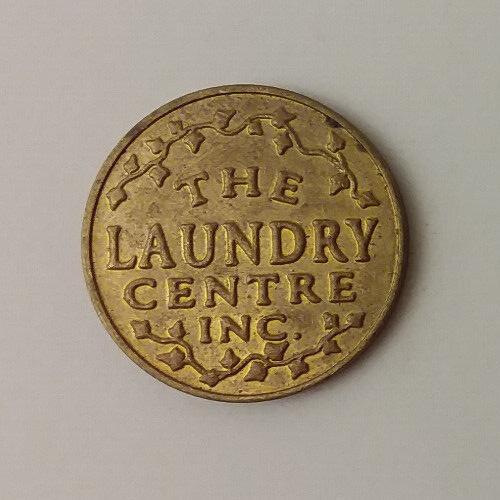 THE
LAUNDRY
CENTRE
INC.